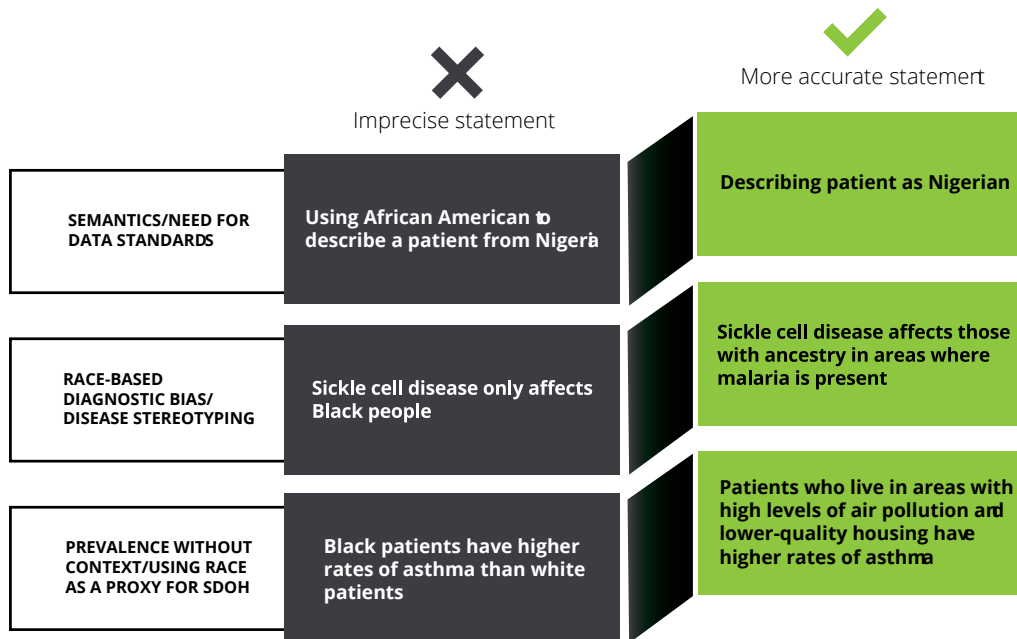 Imprecise statement
More accurate statement
SEMANTICS/NEED FOR
DATA STANDARDS
Using African American to
describe a patient from Nigeria
Describing patient as Nigerian
RACE-BASED
DIAGNOSTIC BIAS/
DISEASE STEREOTYPING
Sickle cell disease only affects
Black people
Sickle cell disease affects those
with ancestry in areas where
malaria is present
PREVALENCE WITHOUT
CONTEXT/USING RACE
AS A PROXY FOR SDOH
Black patients have higher
rates of asthma than white
patients
Patients who live in areas with
high levels of air pollution and
lower-quality housing have
higher rates of asthma